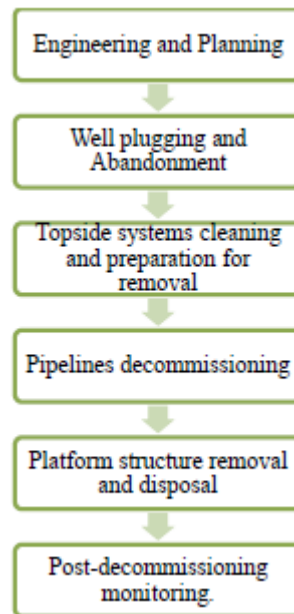 Engineering and Planning
Well plugging and
Abandonment
Topside systems cleaning
and preparation for
removal
Pipelines decommissioning
Platform structure removal
and disposal
Post-decommissioning
monitoring.